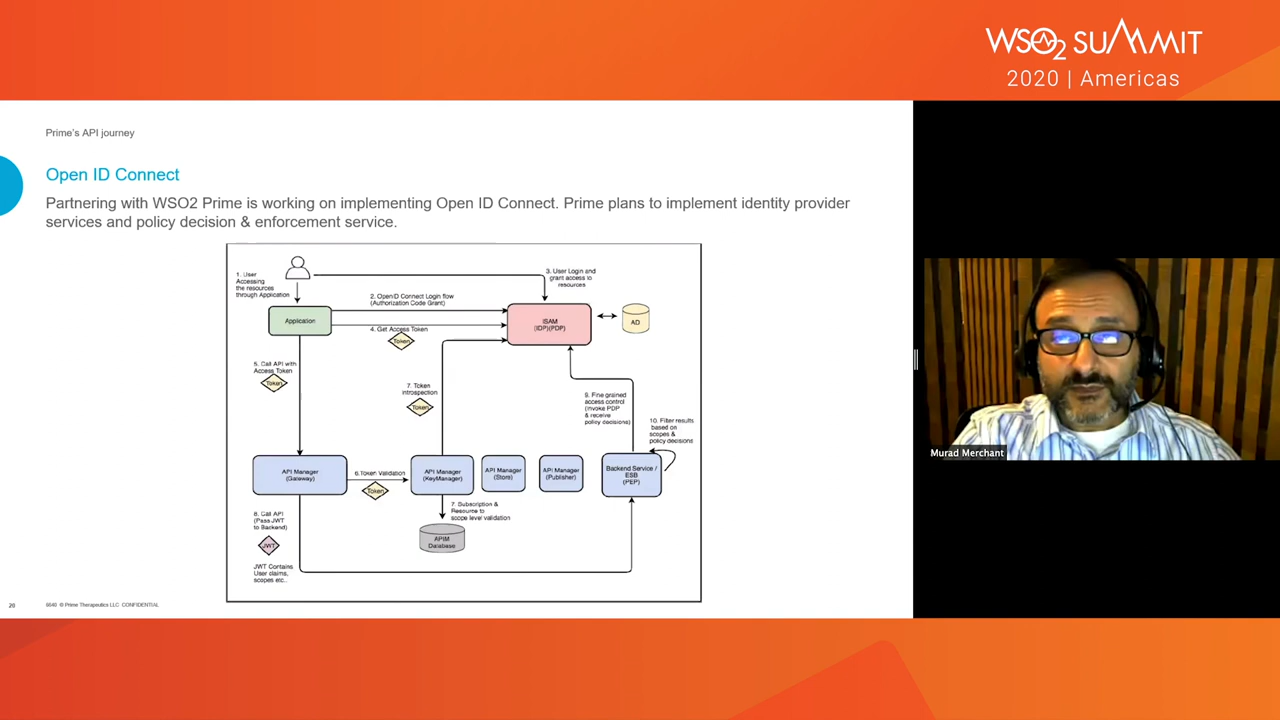 WSO2 SUMMIT
2020 | Americas
Prime's API journey
Open ID Connect
Partnering with WSO2 Prime is working on implementing Open ID Connect. Prime plans to implement identity provider
services and policy decision & enforcement service.
1. User
Accessing
the resources
through Application
3. User Login and
grant access to
resources
2. OpenID Connect Login flow
(Authorization Code Grant)
Application
ISAM
(IDP)(PDP)
AD
4. Get Access Token
Token
5. Call API with
Access Token
Token
7. Token
Introspection
Token
9. Fine grained
access control
(Invoke PDP
& receive
policy decisions)
10. Filter results
based on
scopes &
policy decisions
API Manager
(Gateway)
6.Token Validation
Token
API Manager
(KeyManager)
API Manager
(Store)
API Manager
(Publisher)
Backend Service /
ESB
(PEP)
7. Subscription &
Resource to
scope level validation
8. Call API
(Pass JWT
to Backend)
JWT
APIM
Database
JWT Contains
User claims,
scopes etc..
Murad Merchant
20
8640 © Prime Therapeutics LLC CONFIDENTIAL